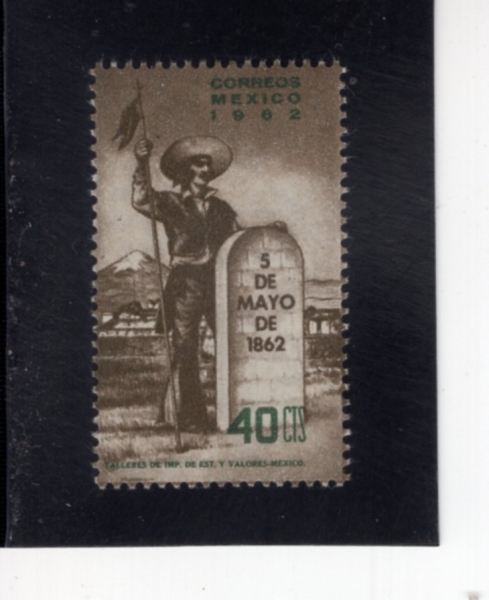 CORREOS
MEXICO
1962
5
DE
MAYO
DE
1862
40 CTS
TALLERES DE IMP. DE EST. Y VALORES-MEXICO.